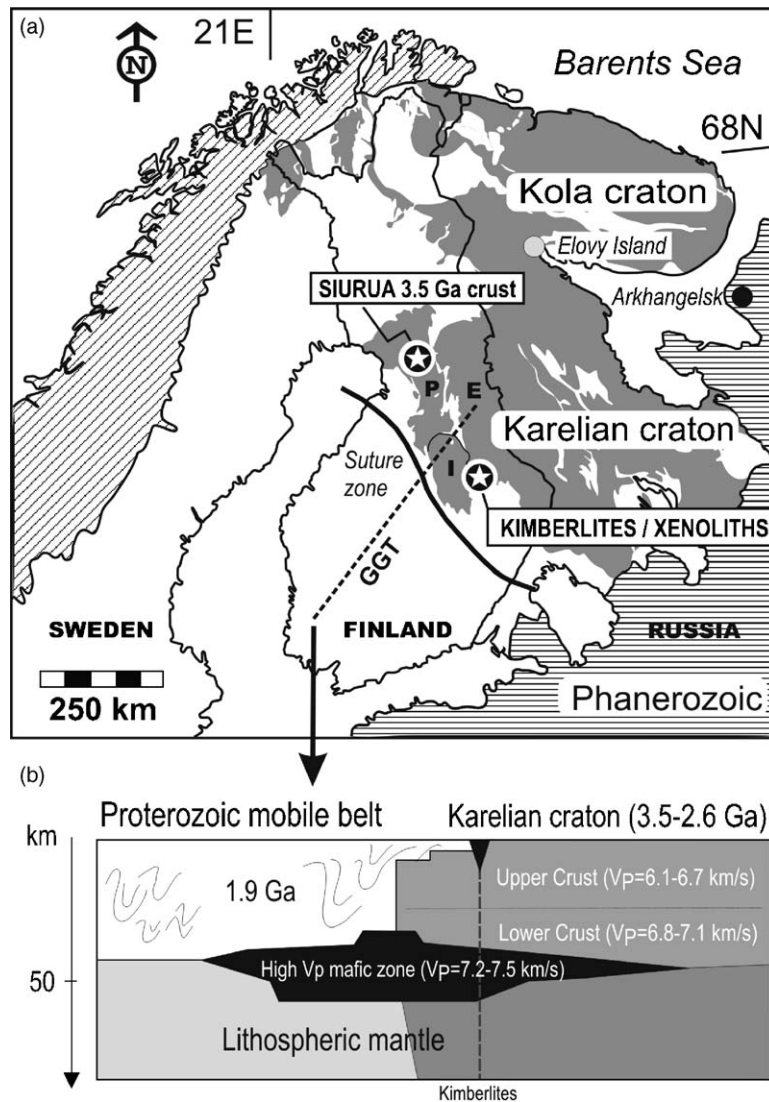 (a)
21E
N
Barents Sea
68N
Kola craton
Elovy Island
SIURUA 3.5 Ga crust
Arkhangelsk
P
E
Karelian craton
Suture
zone
I
KIMBERLITES / XENOLITHS
GGT
SWEDEN
FINLAND
RUSSIA
250 km
Phanerozoic
(b)
km
Proterozoic mobile belt
Karelian craton (3.5-2.6 Ga)
Upper Crust (VP=6.1-6.7 km/s)
1.9 Ga
Lower Crust (VP=6.8-7.1 km/s)
High Vp mafic zone (VP=7.2-7.5 km/s)
50
Lithospheric mantle
Kimberlites